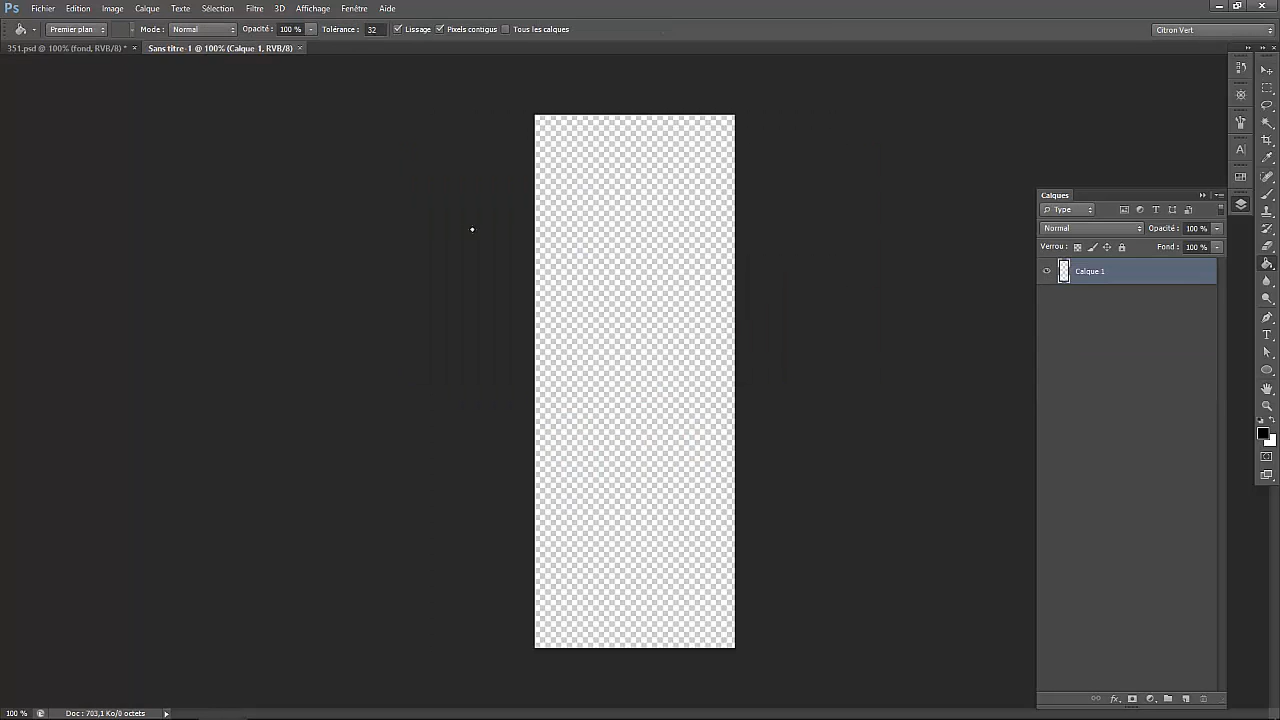 Ps Fichier Edition Image Calque Texte Sélection Filtre 3D Affichage Fenêtre Aide
Premier plan Mode : Normal Opacité : 100 % Tolérance : 32 Lissage Pixels contigus Tous les calques Citron Vert
351.psd @ 100% (fond, RVB/8) * × Sans titre-1 @ 100% (Calque 1, RVB/8) ×
Calques
Type
Normal Opacité : 100 %
Verrou : Fond : 100 %
Calque 1
100 % Doc : 703,1 Ko/0 octets